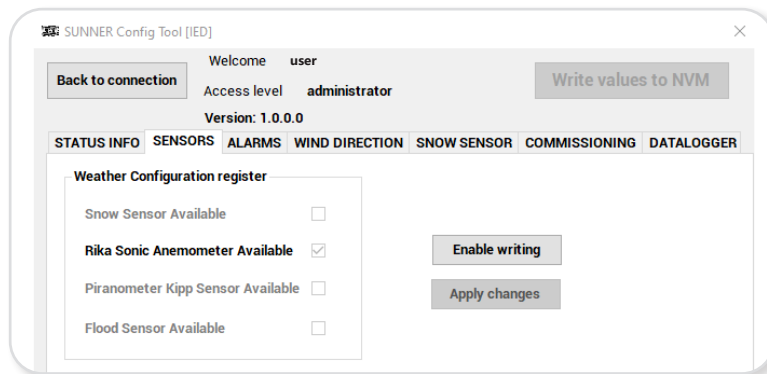 SUNNER Config Tool [IED]
Back to connection
Welcome user
Access level administrator
Version: 1.0.0.0
Write values to NVM
STATUS INFO SENSORS ALARMS WIND DIRECTION SNOW SENSOR COMMISSIONING DATALOGGER
Weather Configuration register
Snow Sensor Available
Rika Sonic Anemometer Available
Piranometer Kipp Sensor Available
Flood Sensor Available
Enable writing
Apply changes